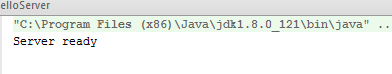 elloServer
"C:\Program Files (x86)\Java\jdk1.8.0_121\bin\java" ..
Server ready